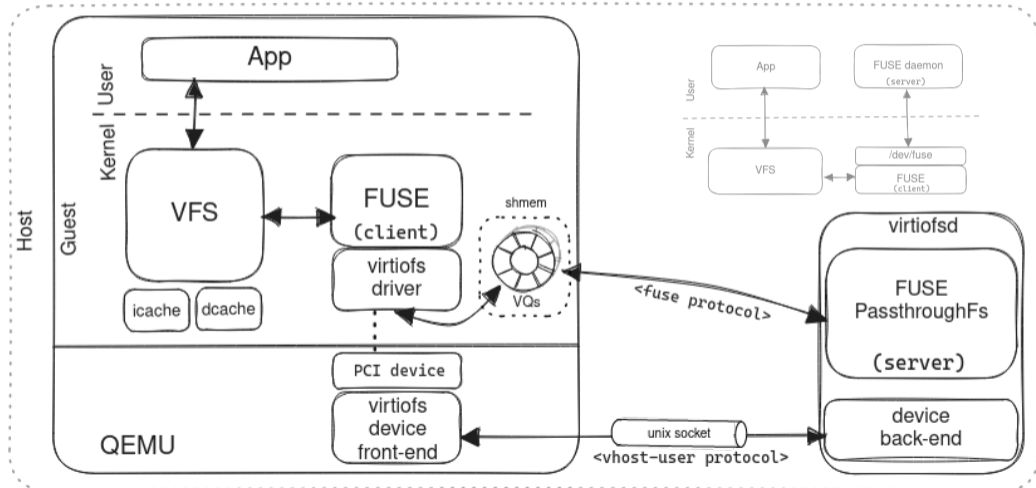 Host
Guest
User
Kernel
App
VFS
FUSE
(client)
virtiofs
driver
icache
dcache
shmem
VQs
<fuse protocol>
QEMU
PCI device
virtiofs
device
front-end
unix socket
<vhost-user protocol>
User
Kernel
App
FUSE daemon
(server)
VFS
/dev/fuse
FUSE
(client)
virtiofsd
FUSE
PassthroughFs
(server)
device
back-end